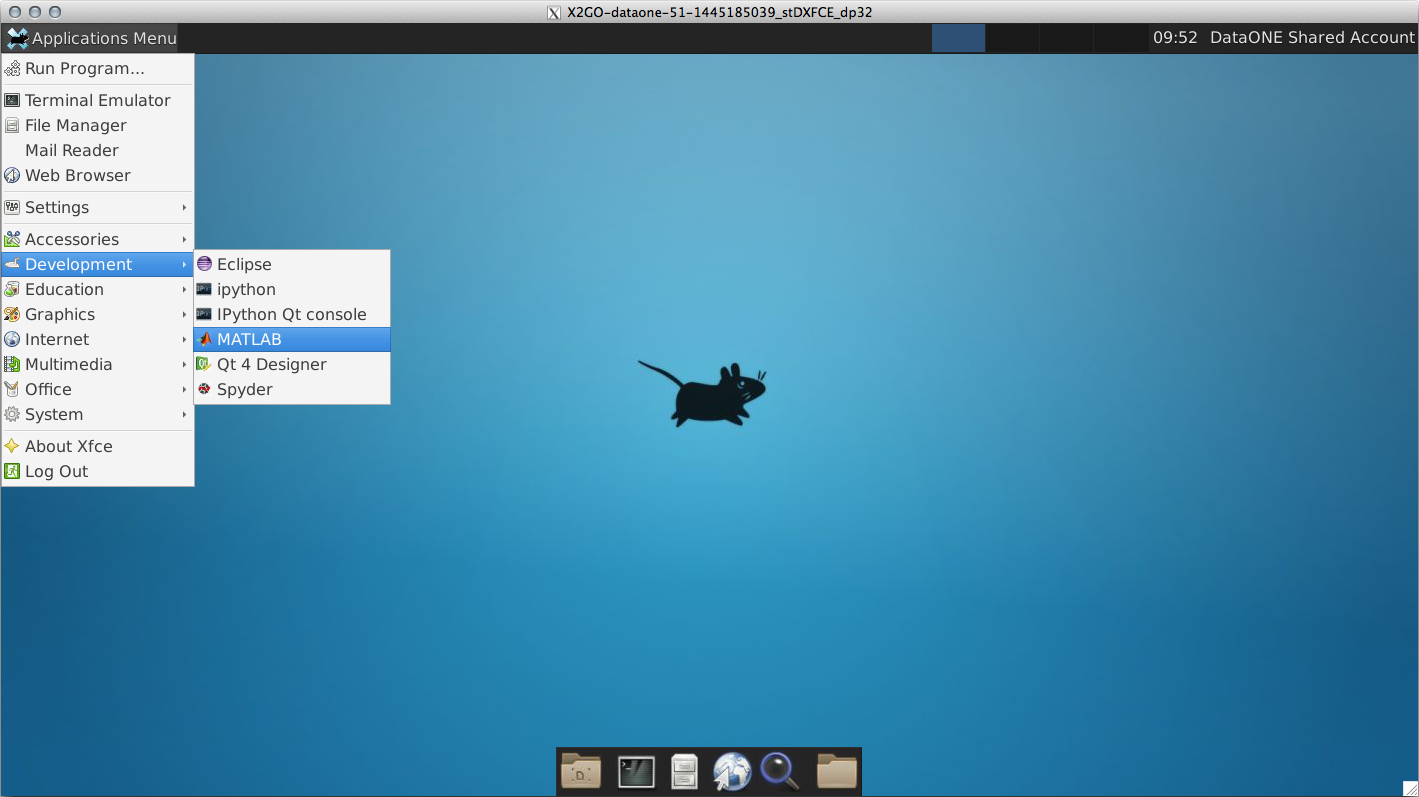 X2GO-dataone-51-1445185039_stDXFCE_dp32
Applications Menu
09:52 DataONE Shared Account
Run Program...
Terminal Emulator
File Manager
Mail Reader
Web Browser
Settings
Accessories
Development
Education
Graphics
Internet
Multimedia
Office
System
About Xfce
Log Out
Eclipse
ipython
IPython Qt console
MATLAB
Qt 4 Designer
Spyder
D